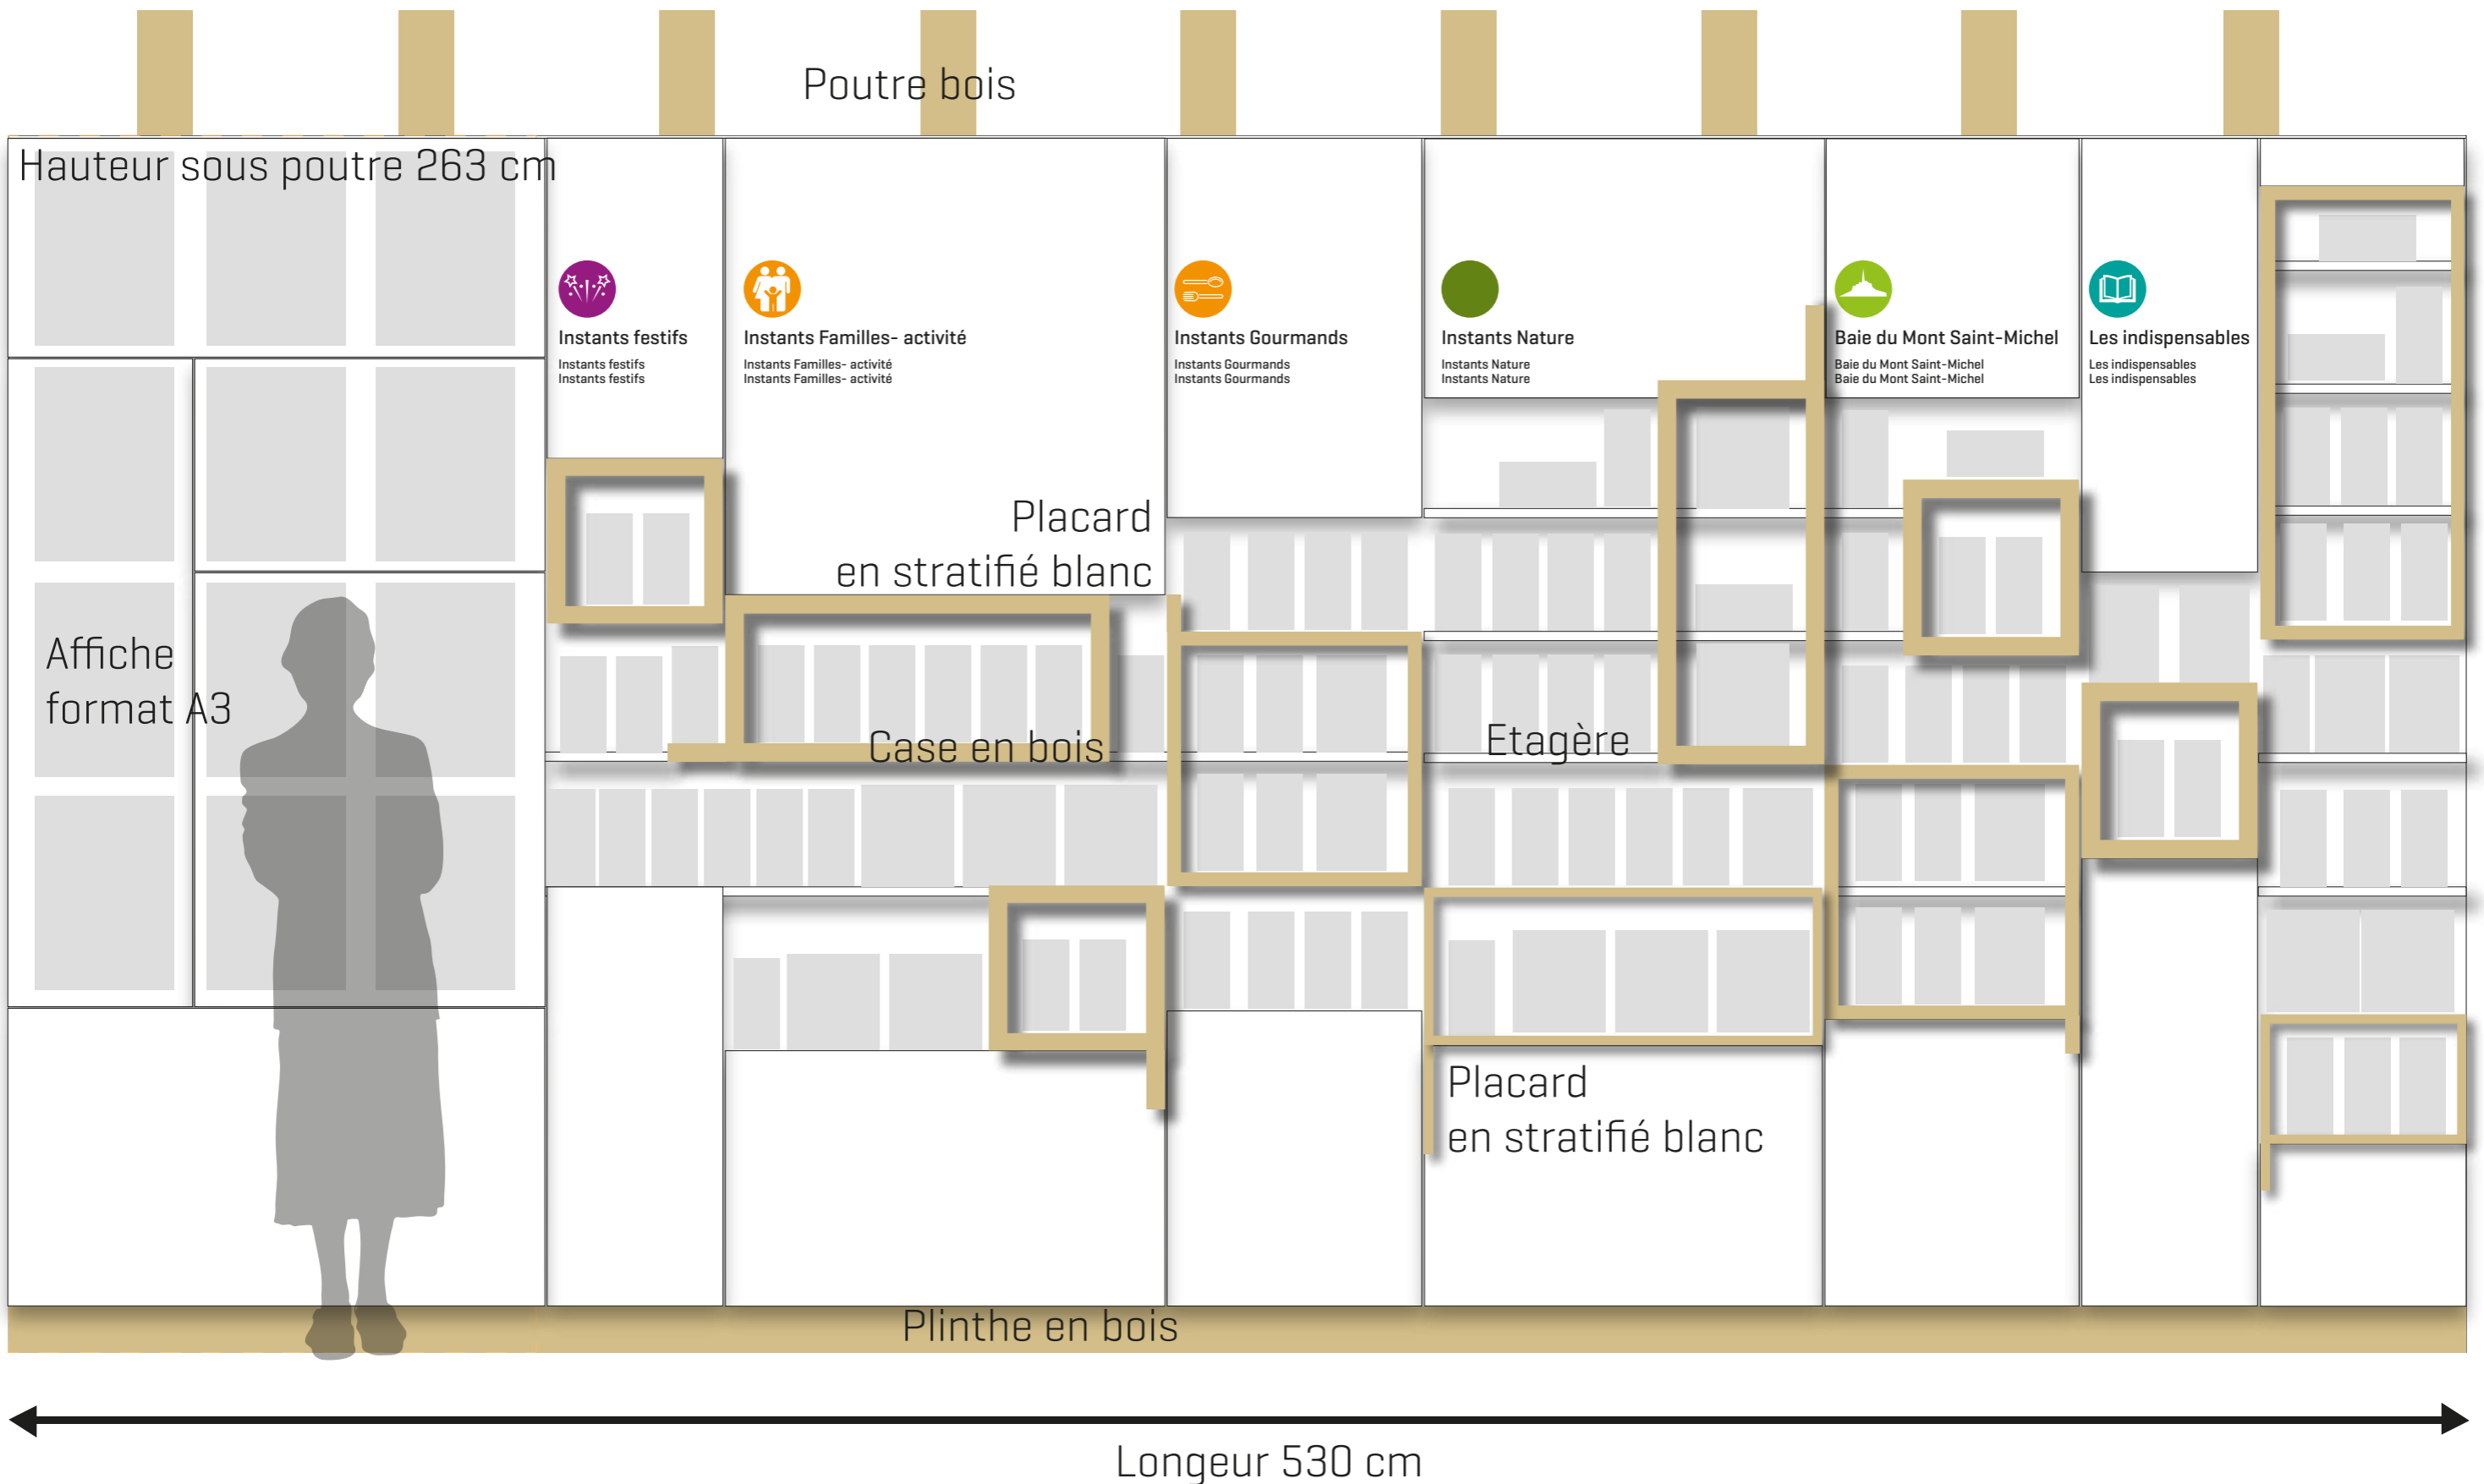 Poutre bois
Hauteur sous poutre 263 cm
Instants festifs
Instants festifs
Instants festifs
Instants Familles- activité
Instants Familles- activité
Instants Familles- activité
Instants Gourmands
Instants Gourmands
Instants Gourmands
Instants Nature
Instants Nature
Instants Nature
Baie du Mont Saint-Michel
Baie du Mont Saint-Michel
Baie du Mont Saint-Michel
Les indispensables
Les indispensables
Les indispensables
Placard
en stratifié blanc
Affiche
format A3
Case en bois
Etagère
Placard
en stratifié blanc
Plinthe en bois
Longeur 530 cm